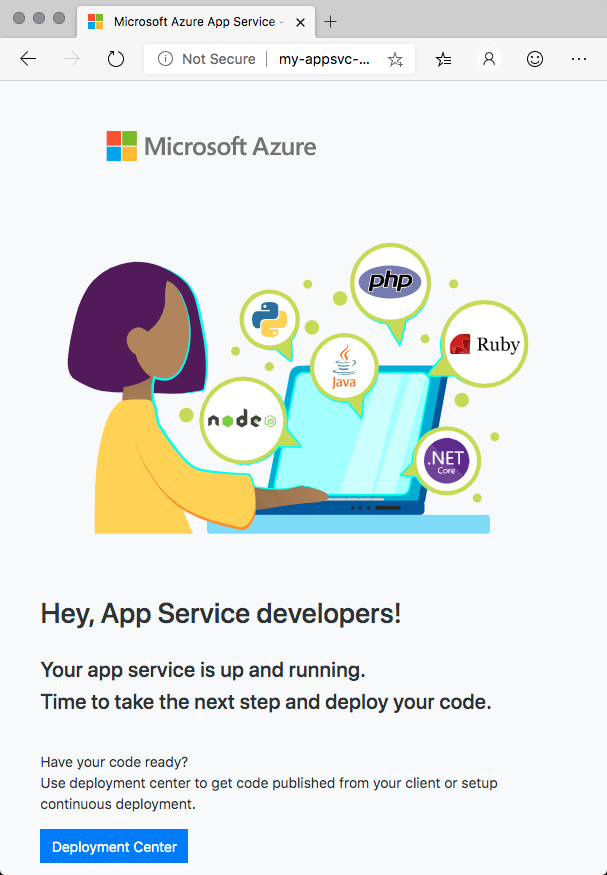 Microsoft Azure App Service -
Not Secure my-appsvc-...
Microsoft Azure
php
Ruby
Java
node
JS
.NET
Core
Hey, App Service developers!
Your app service is up and running.
Time to take the next step and deploy your code.
Have your code ready?
Use deployment center to get code published from your client or setup
continuous deployment.
Deployment Center